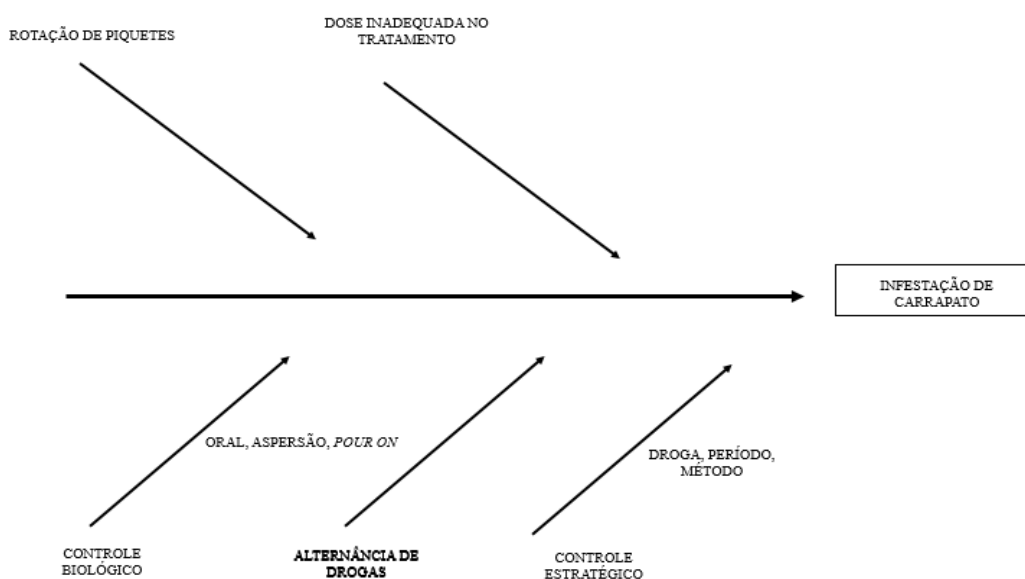 ROTAÇÃO DE PIQUETES
DOSE INADEQUADA NO
TRATAMENTO
INFESTAÇÃO DE
CARRAPATO
ORAL, ASPERSÃO, POUR ON
DROGA, PERÍODO,
MÉTODO
CONTROLE
BIOLÓGICO
ALTERNÂNCIA DE
DROGAS
CONTROLE
ESTRATÉGICO